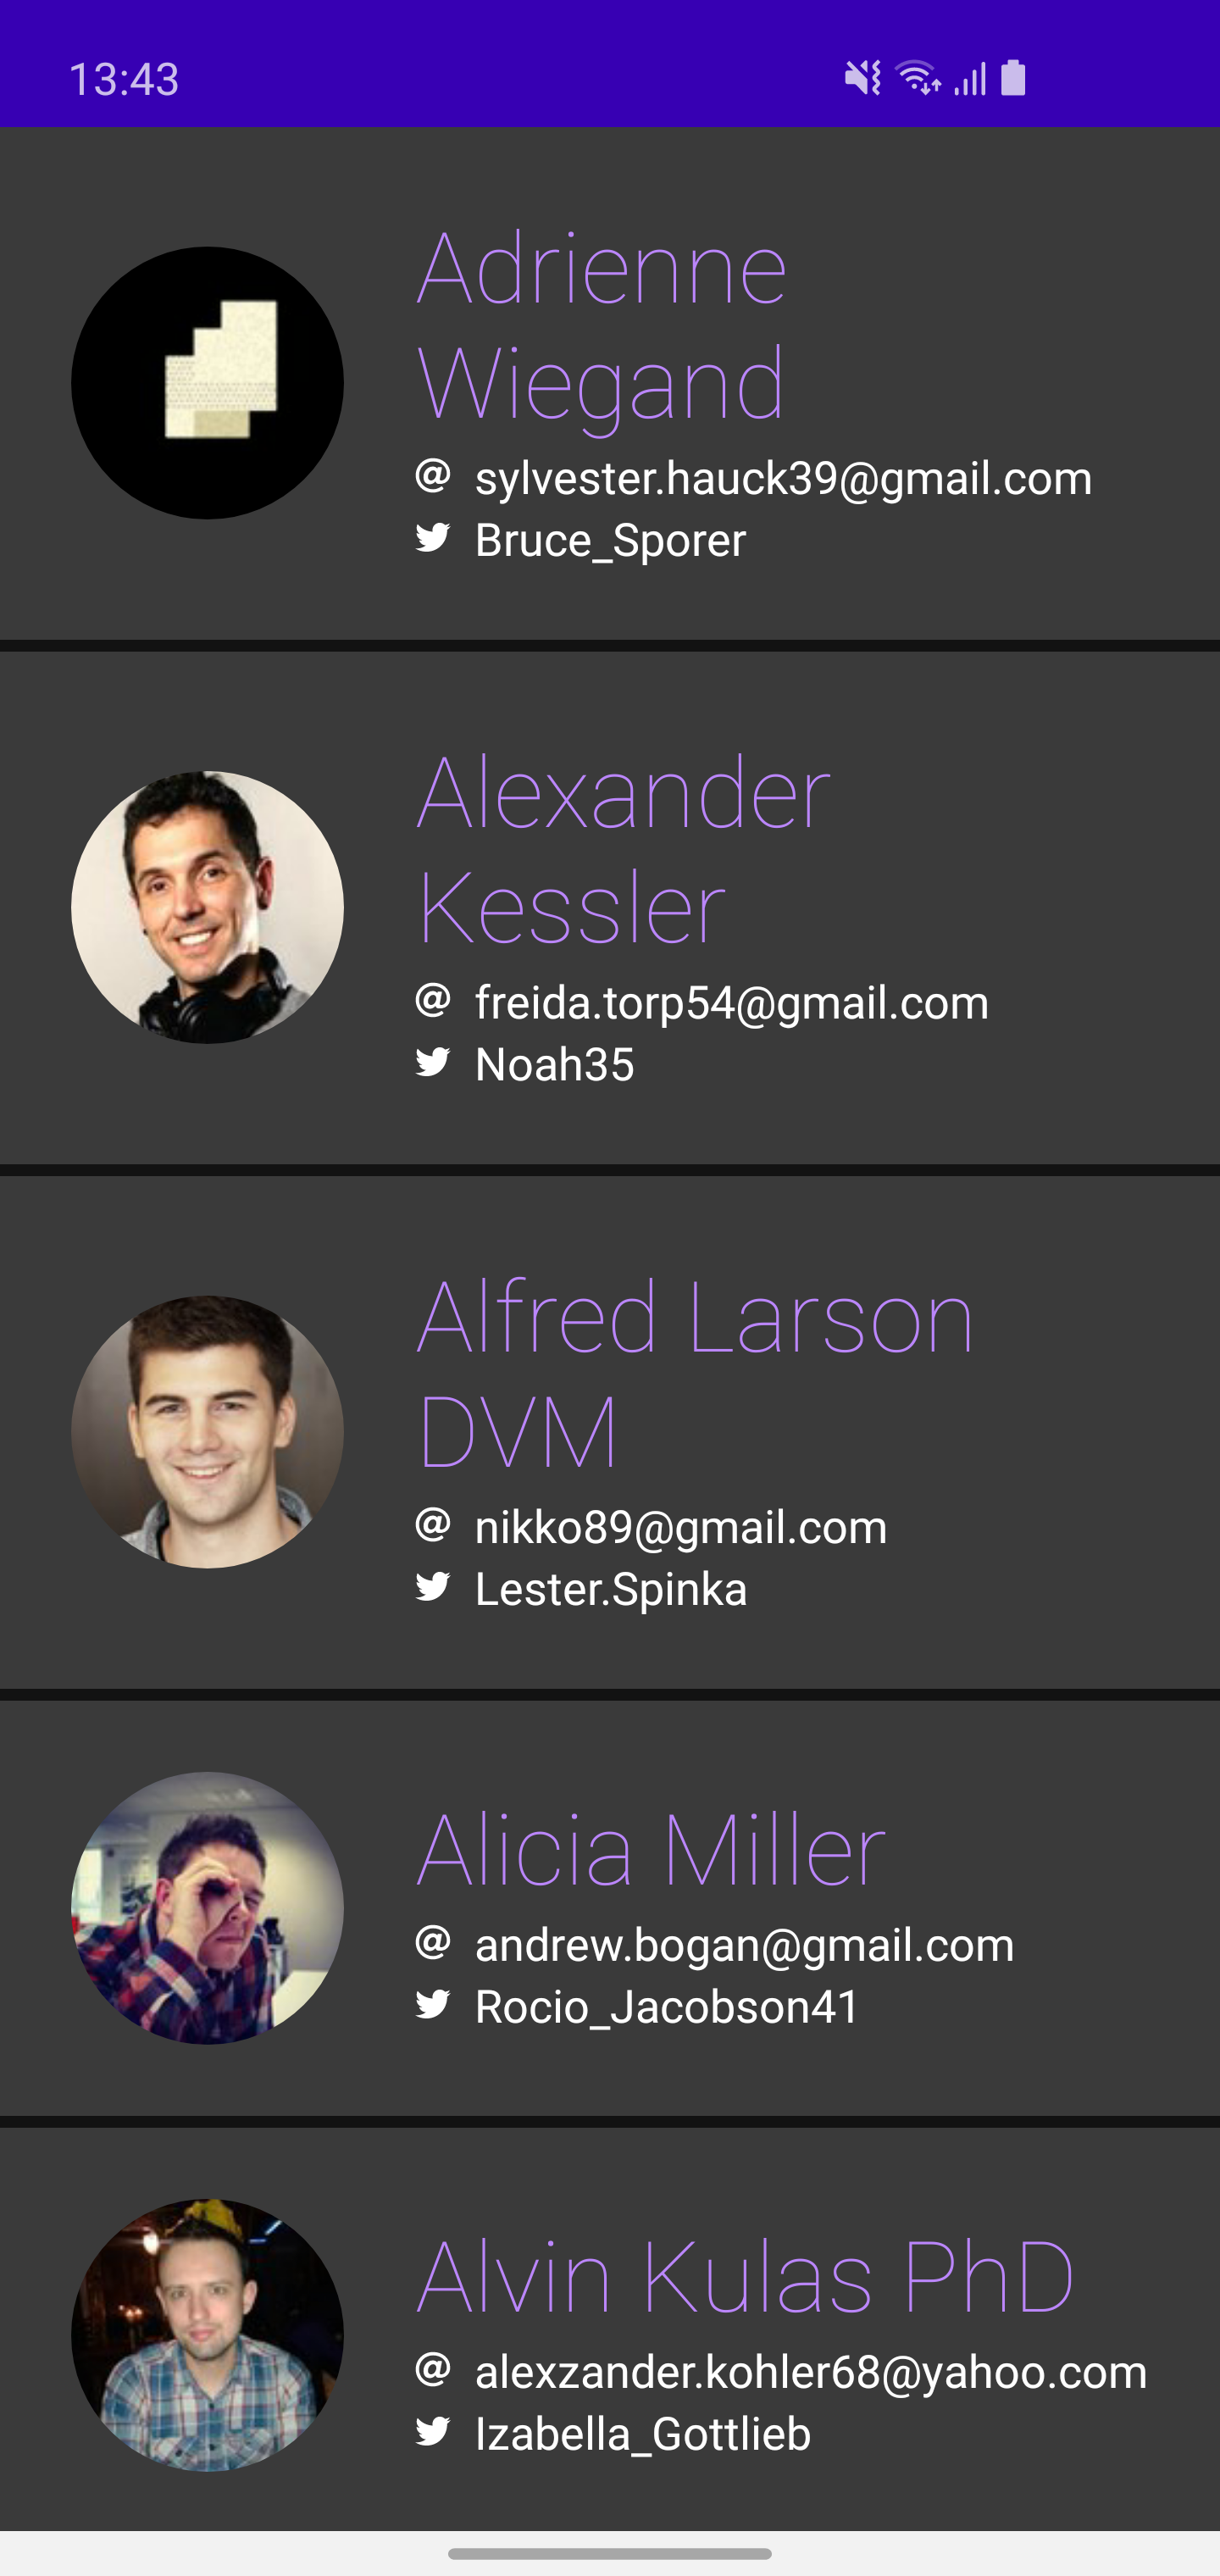 13:43
Adrienne
Wiegand
@ sylvester.hauck39@gmail.com
Bruce_Sporer
Alexander
Kessler
@ freida.torp54@gmail.com
Noah35
Alfred Larson
DVM
@ nikko89@gmail.com
Lester.Spinka
Alicia Miller
@ andrew.bogan@gmail.com
Rocio_Jacobson41
Alvin Kulas PhD
@ alexzander.kohler68@yahoo.com
Izabella_Gottlieb